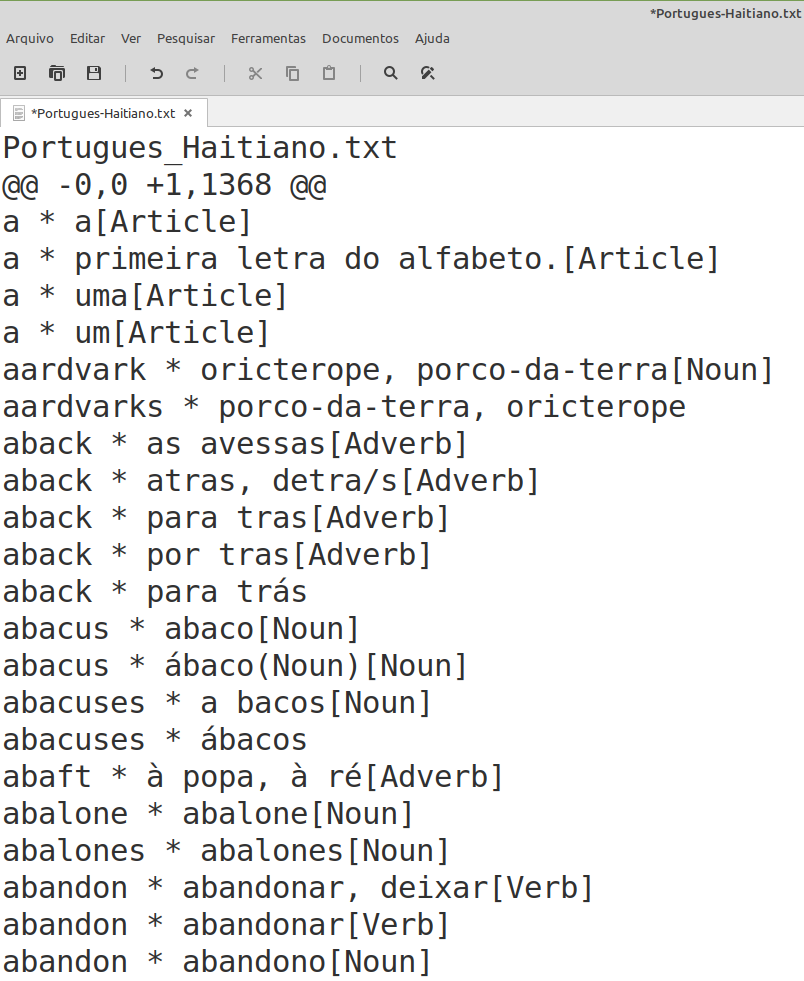 *Portugues-Haitiano.txt
Arquivo Editar Ver Pesquisar Ferramentas Documentos Ajuda
*Portugues-Haitiano.txt ×
Portugues_Haitiano.txt
@@ -0,0 +1,1368 @@
a * a[Article]
a * primeira letra do alfabeto.[Article]
a * uma[Article]
a * um[Article]
aardvark * oricterope, porco-da-terra[Noun]
aardvarks * porco-da-terra, oricterope
aback * as avessas[Adverb]
aback * atras, detra/s[Adverb]
aback * para tras[Adverb]
aback * por tras[Adverb]
aback * para trás
abacus * abaco[Noun]
abacus * ábaco(Noun)[Noun]
abacuses * a bacos[Noun]
abacuses * ábacos
abaft * à popa, à ré[Adverb]
abalone * abalone[Noun]
abalones * abalones[Noun]
abandon * abandonar, deixar[Verb]
abandon * abandonar[Verb]
abandon * abandono[Noun]